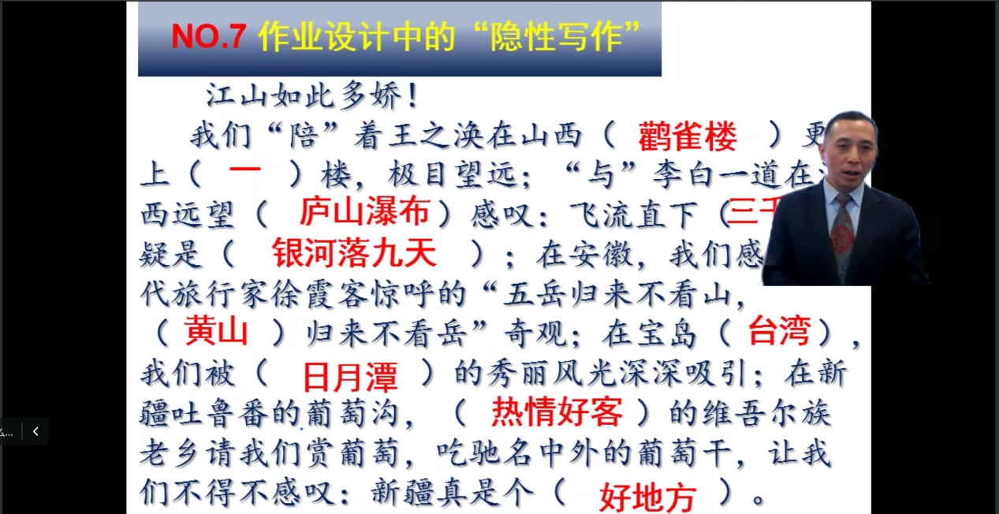 NO.7 作业设计中的“隐性写作”
江山如此多娇！
我们“陪”着王之涣在山西（ 鹳雀楼 ）更
上（ 一 ）楼，极目望远；“与”李白一道在
西远望（ 庐山瀑布 ）感叹：飞流直下（三千
疑是（ 银河落九天 ）；在安徽，我们感
代旅行家徐霞客惊呼的“五岳归来不看山，
（ 黄山 ）归来不看岳”奇观；在宝岛（ 台湾 ），
我们被（ 日月潭 ）的秀丽风光深深吸引；在新
疆吐鲁番的葡萄沟，（ 热情好客 ）的维吾尔族
老乡请我们赏葡萄，吃驰名中外的葡萄干，让我
们不得不感叹：新疆真是个（ 好地方 ）。